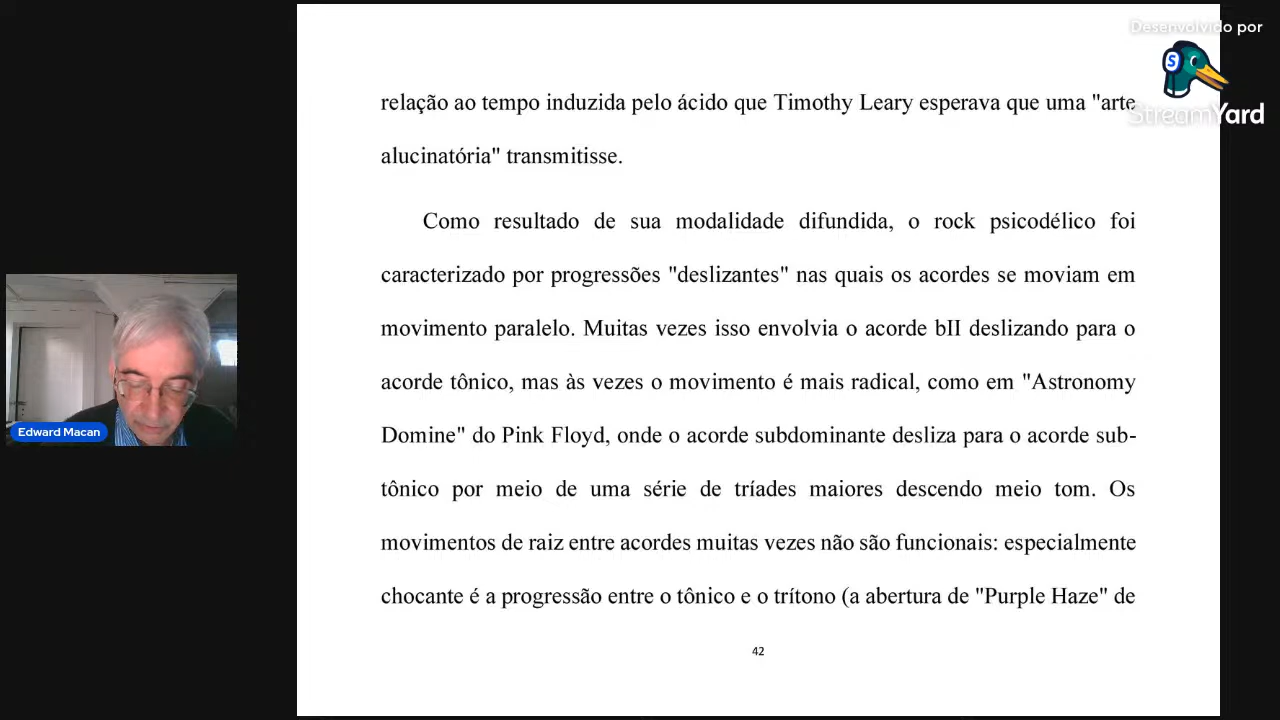 Desenvolvido por
StreamYard
relação ao tempo induzida pelo ácido que Timothy Leary esperava que uma "arte
alucinatória" transmitisse.
Como resultado de sua modalidade difundida, o rock psicodélico foi
caracterizado por progressões "deslizantes" nas quais os acordes se moviam em
movimento paralelo. Muitas vezes isso envolvia o acorde bII deslizando para o
acorde tônico, mas às vezes o movimento é mais radical, como em "Astronomy
Domine" do Pink Floyd, onde o acorde subdominante desliza para o acorde sub-
tônico por meio de uma série de tríades maiores descendo meio tom. Os
movimentos de raiz entre acordes muitas vezes não são funcionais: especialmente
chocante é a progressão entre o tônico e o trítono (a abertura de "Purple Haze" de
42
Edward Macan